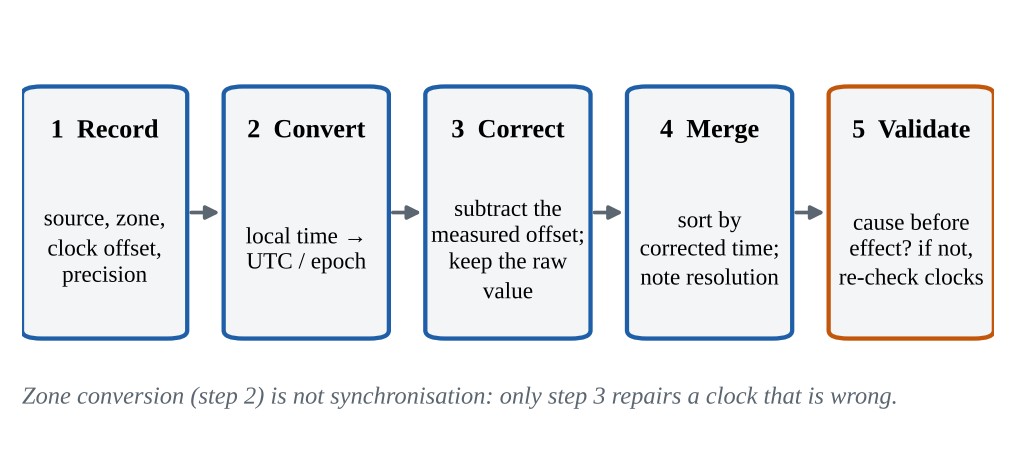 1 Record
source, zone,
clock offset,
precision
2 Convert
local time →
UTC / epoch
3 Correct
subtract the
measured offset;
keep the raw
value
4 Merge
sort by
corrected time;
note resolution
5 Validate
cause before
effect? if not,
re-check clocks
Zone conversion (step 2) is not synchronisation: only step 3 repairs a clock that is wrong.